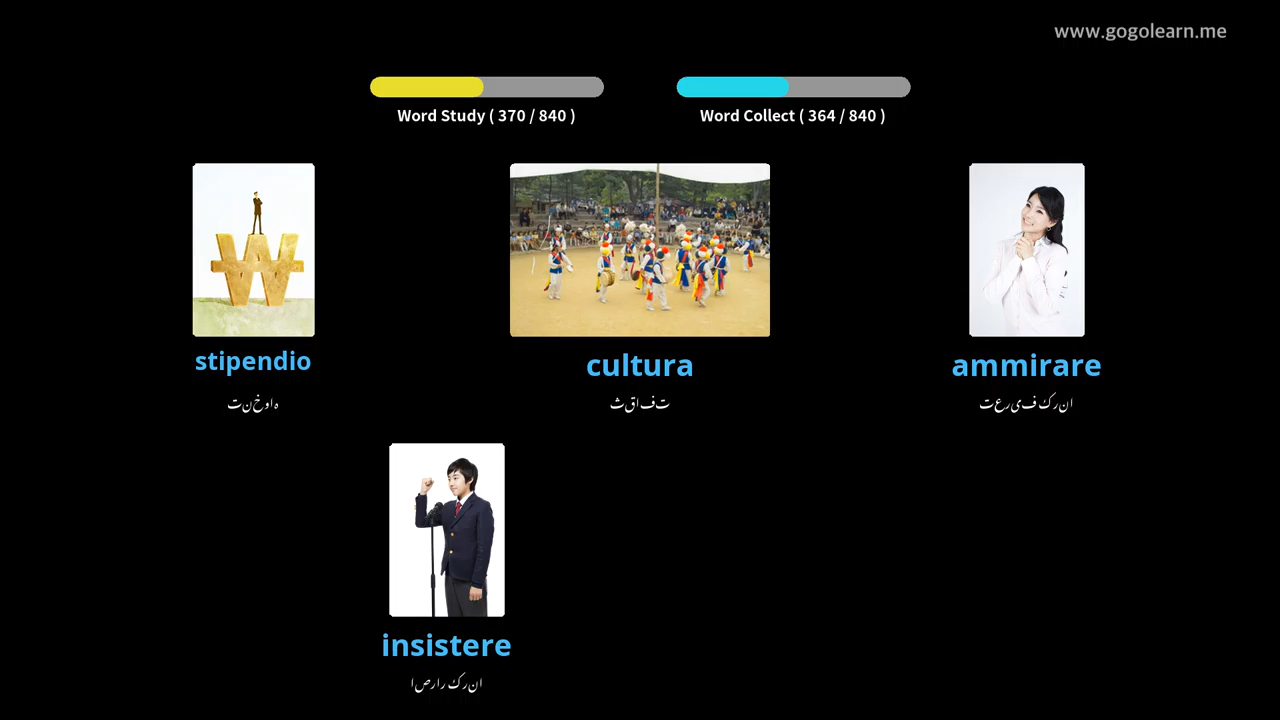 www.gogolearn.me
Word Study ( 370 / 840 )
Word Collect ( 364 / 840 )
stipendio
تنخواہ
cultura
ثقافت
ammirare
تعریف کرنا
insistere
اصرار کرنا